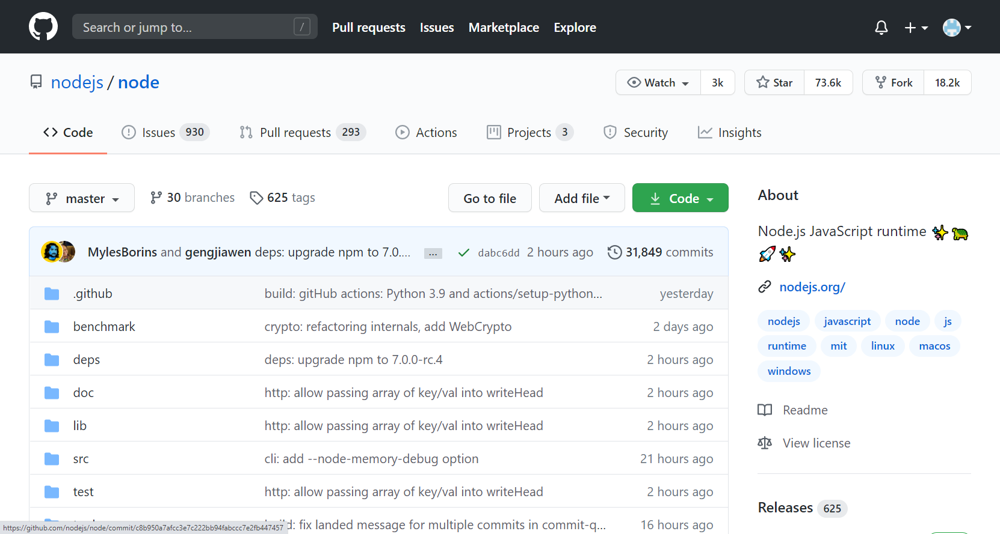 Search or jump to... /
Pull requests Issues Marketplace Explore
nodejs / node
Watch 3k Star 73.6k Fork 18.2k
Code Issues 930 Pull requests 293 Actions Projects 3 Security Insights
master 30 branches 625 tags Go to file Add file Code
MylesBorins and gengjiawen deps: upgrade npm to 7.0.... ... dabc6dd 2 hours ago 31,849 commits
.github build: gitHub actions: Python 3.9 and actions/setup-python... yesterday
benchmark crypto: refactoring internals, add WebCrypto 2 days ago
deps deps: upgrade npm to 7.0.0-rc.4 2 hours ago
doc http: allow passing array of key/val into writeHead 2 hours ago
lib http: allow passing array of key/val into writeHead 2 hours ago
src cli: add --node-memory-debug option 21 hours ago
test http: allow passing array of key/val into writeHead 2 hours ago
fix landed message for multiple commits in commit-q... 16 hours ago
https://github.com/nodejs/node/commit/c8b950a7afcc3e7c222bb94fabccc7e2fb447457
About
Node.js JavaScript runtime ✨🐢
🚀✨
nodejs.org/
nodejs javascript node js
runtime mit linux macos
windows
Readme
View license
Releases 625